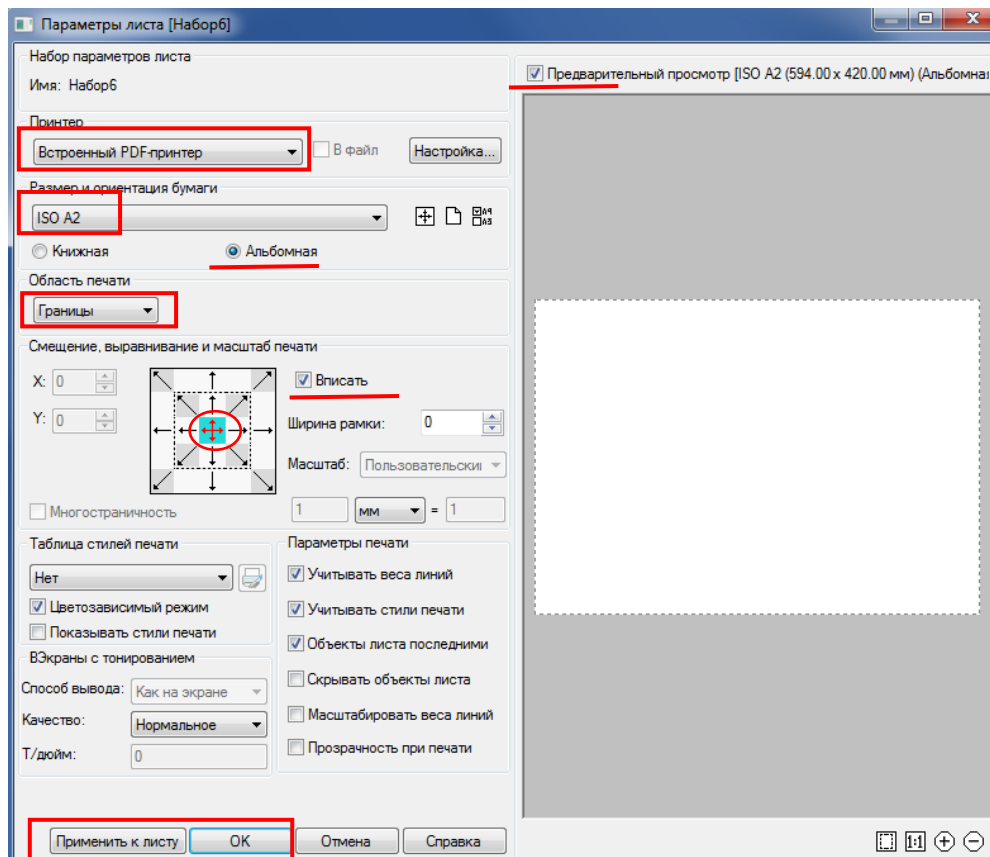 Параметры листа [Набор6]
Набор параметров листа
Имя: Набор6
Принтер
Встроенный PDF-принтер
В файл
Настройка...
Размер и ориентация бумаги
ISO A2
Книжная
Альбомная
Область печати
Границы
Смещение, выравнивание и масштаб печати
X: 0
Y: 0
Вписать
Ширина рамки: 0
Масштаб: Пользовательски
1 мм = 1
Многостраничность
Таблица стилей печати
Нет
Цветозависимый режим
Показывать стили печати
ВЭкраны с тонированием
Способ вывода: Как на экране
Качество: Нормальное
Т/дюйм: 0
Параметры печати
Учитывать веса линий
Учитывать стили печати
Объекты листа последними
Скрывать объекты листа
Масштабировать веса линий
Прозрачность при печати
Применить к листу
OK
Отмена
Справка
Предварительный просмотр [ISO A2 (594.00 x 420.00 мм) (Альбомная
1:1